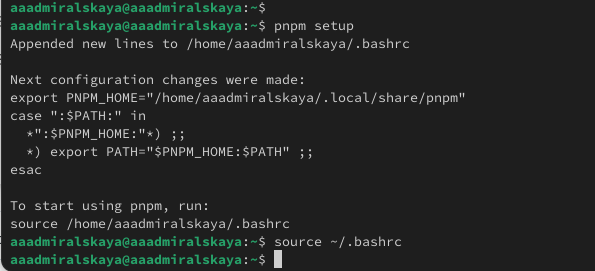 aaadmiralskaya@aaadmiralskaya:~$
aaadmiralskaya@aaadmiralskaya:~$ pnpm setup
Appended new lines to /home/aaadmiralskaya/.bashrc

Next configuration changes were made:
export PNPM_HOME="/home/aaadmiralskaya/.local/share/pnpm"
case ":$PATH:" in
  *":$PNPM_HOME:"*) ;;
  *) export PATH="$PNPM_HOME:$PATH" ;;
esac

To start using pnpm, run:
source /home/aaadmiralskaya/.bashrc
aaadmiralskaya@aaadmiralskaya:~$ source ~/.bashrc
aaadmiralskaya@aaadmiralskaya:~$